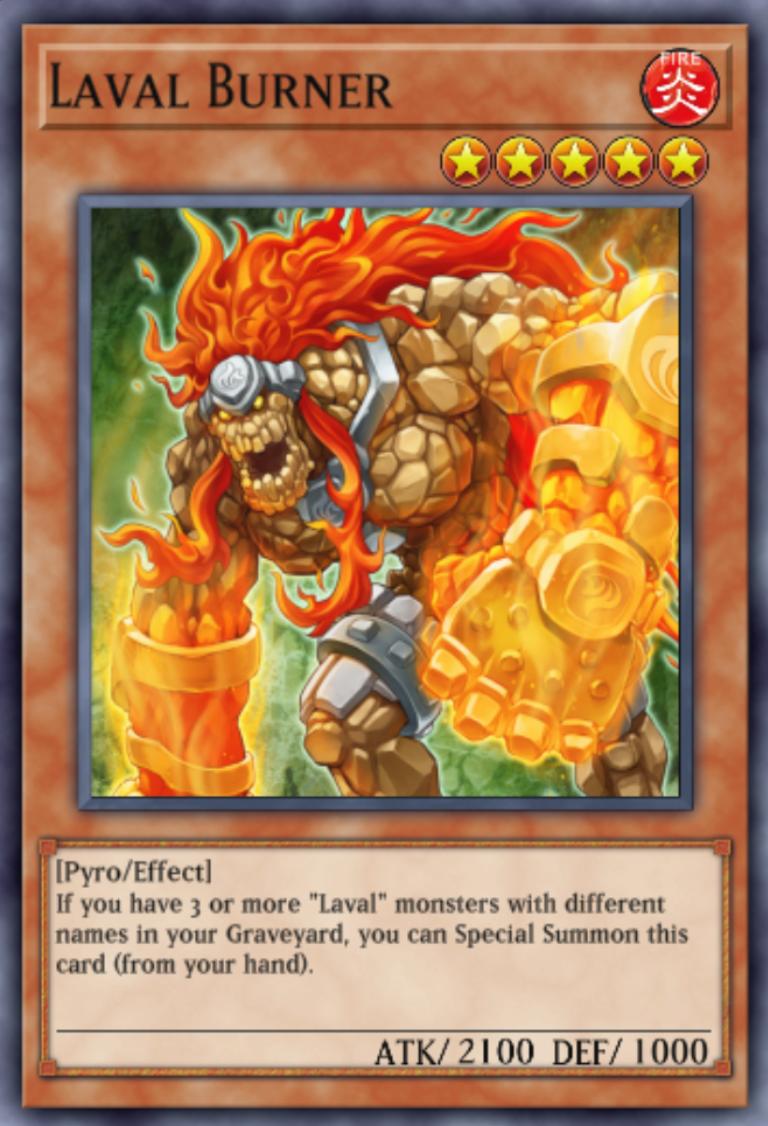 LAVAL BURNER
FIRE
炎
[Pyro/Effect]
If you have 3 or more "Laval" monsters with different
names in your Graveyard, you can Special Summon this
card (from your hand).
ATK/ 2100 DEF/ 1000